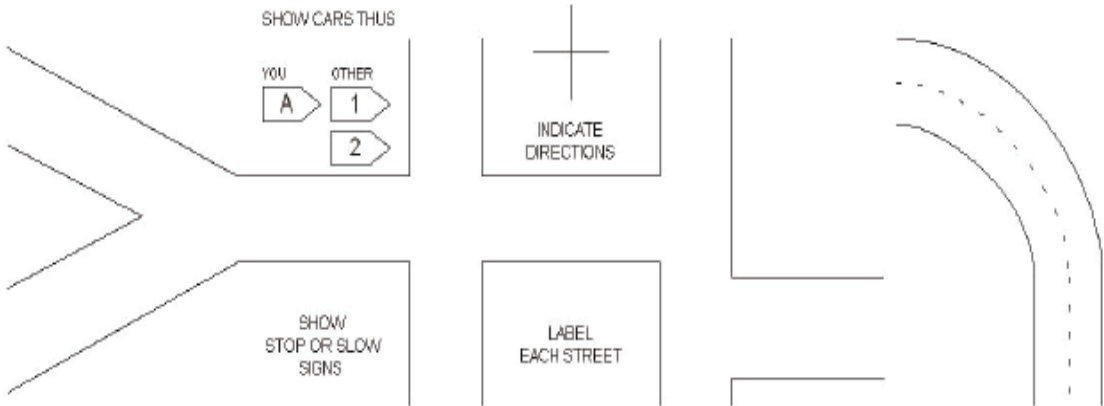 SHOW CARS THUS
YOU OTHER
A 1
2
INDICATE
DIRECTIONS
SHOW
STOP OR SLOW
SIGNS
LABEL
EACH STREET